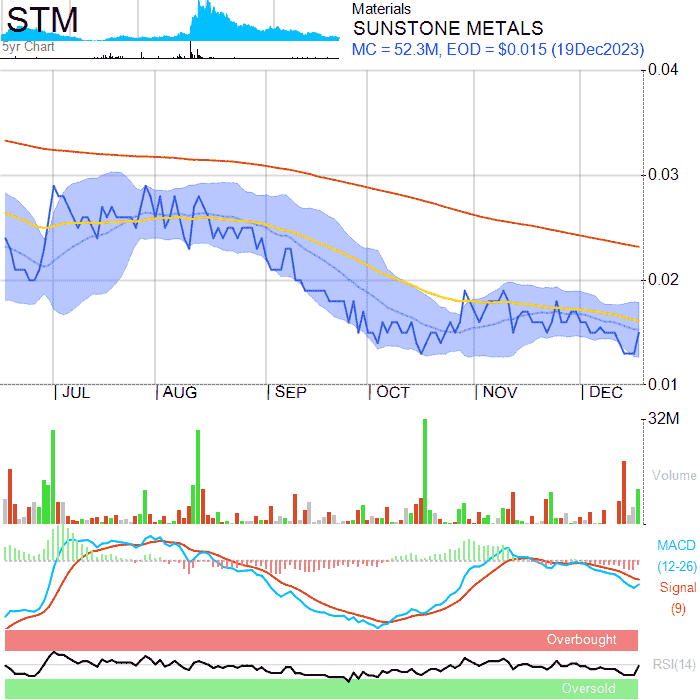 STM
5yr Chart
Materials
SUNSTONE METALS
MC = 52.3M, EOD = $0.015 (19Dec2023)
0.04
0.03
0.02
0.01
JUL AUG SEP OCT NOV DEC
32M
Volume
MACD
(12-26)
Signal
(9)
Overbought
RSI(14)
Oversold